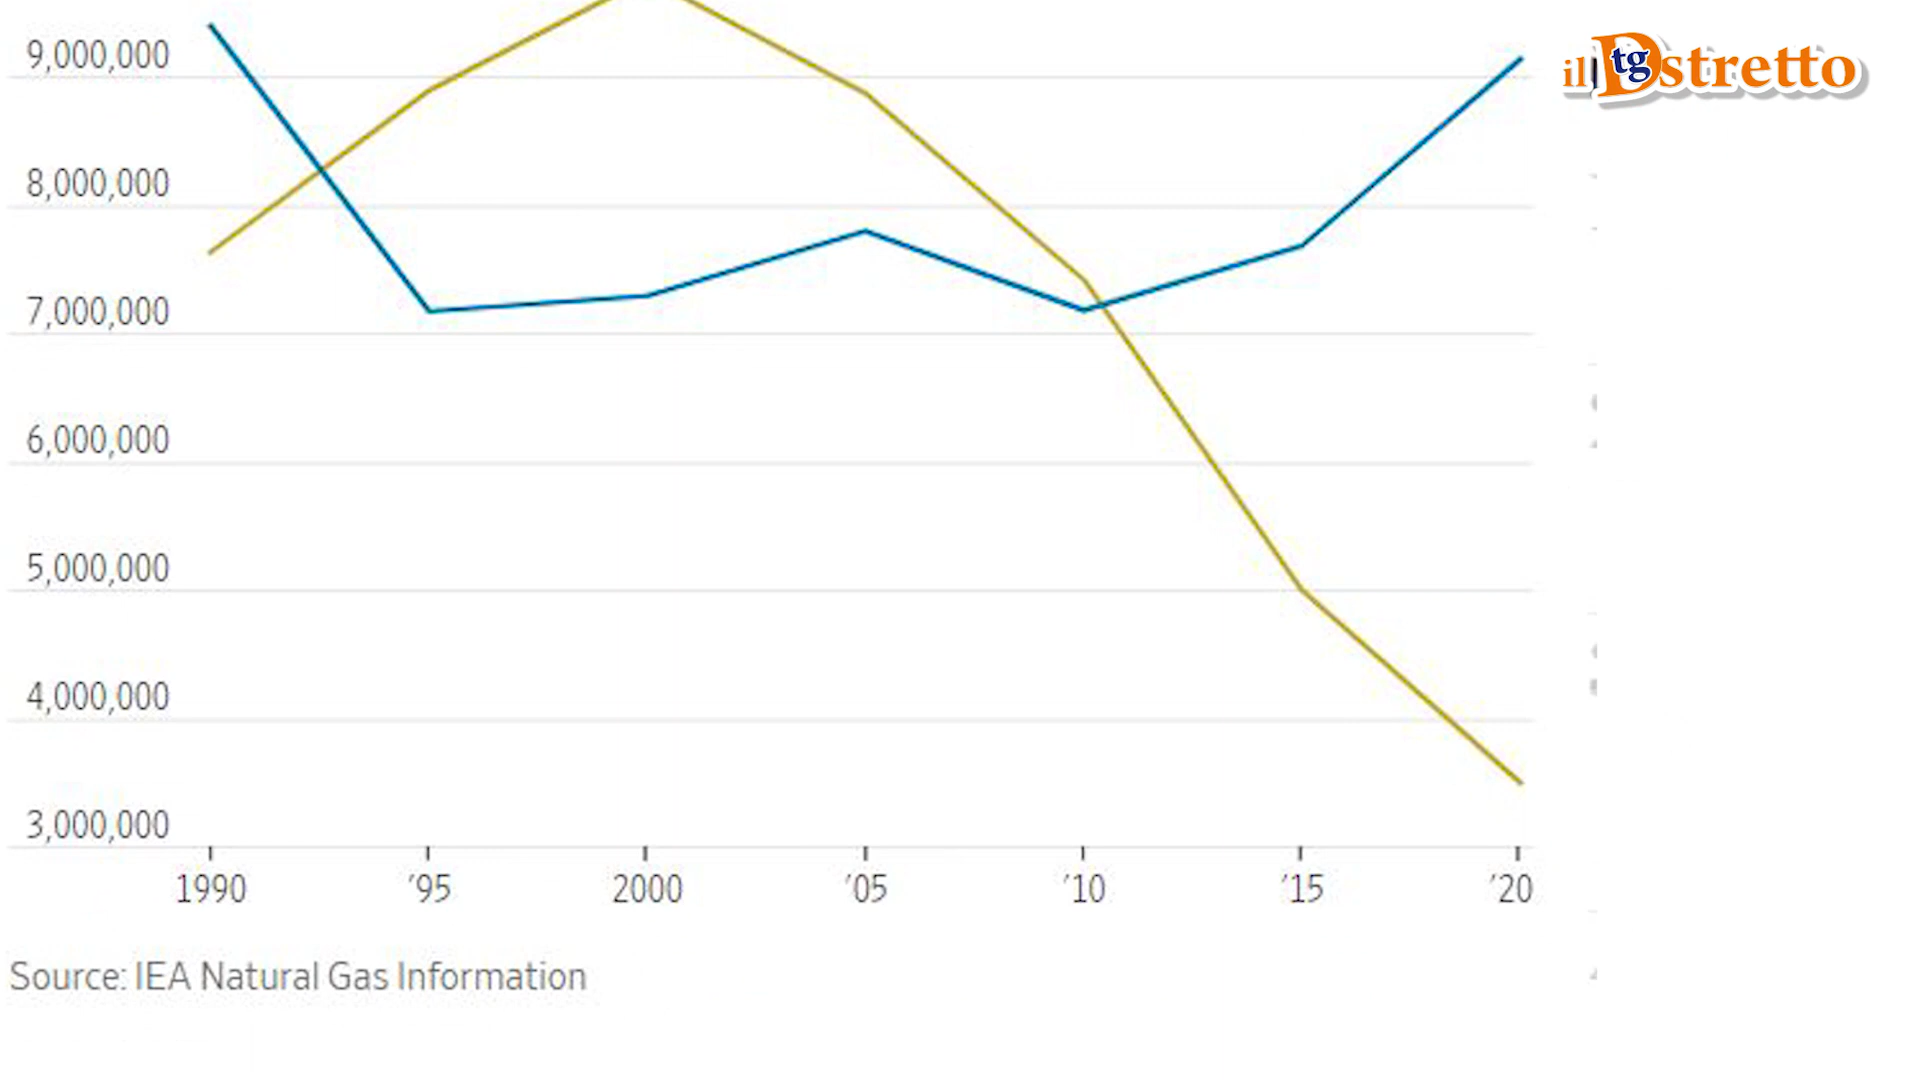 9,000,000
il tg Dstretto
8,000,000
7,000,000
6,000,000
5,000,000
4,000,000
3,000,000
1990 '95 2000 '05 '10 '15 '20
Source: IEA Natural Gas Information